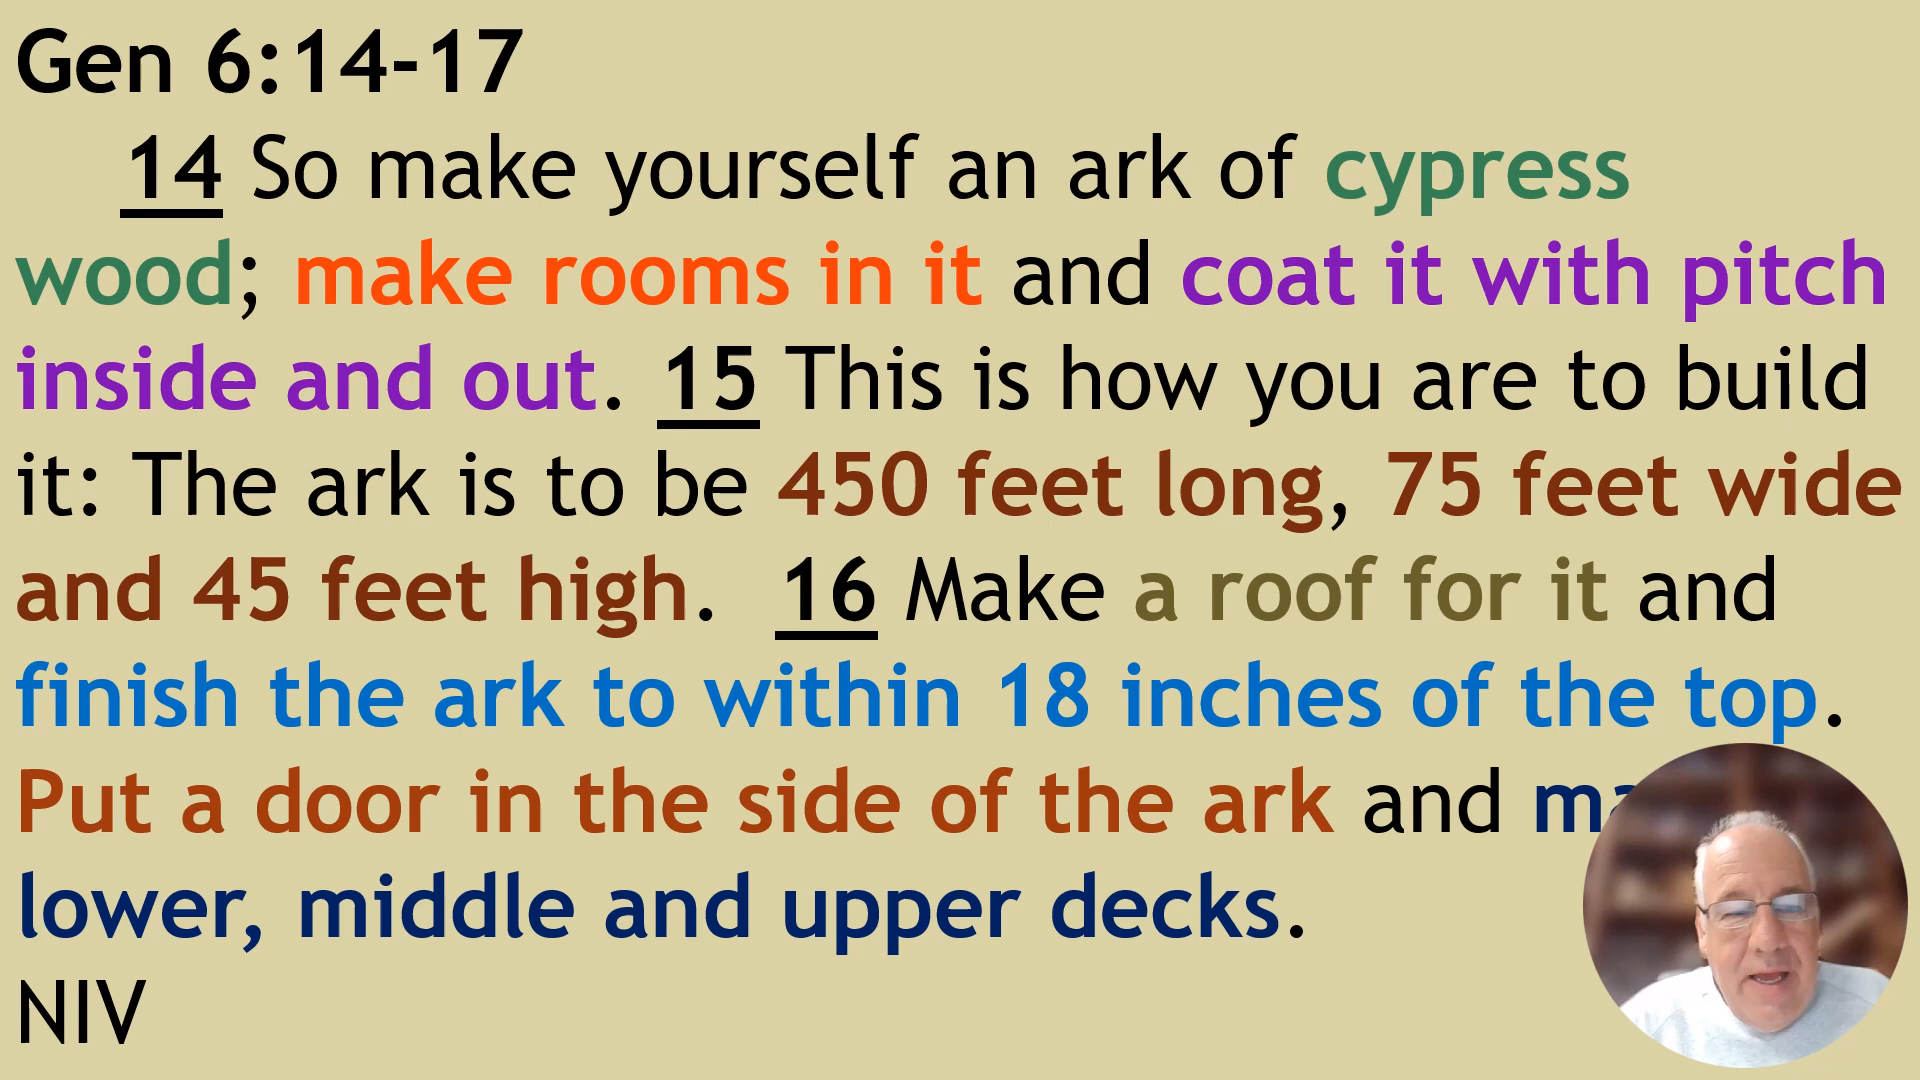 Gen 6:14-17
14 So make yourself an ark of cypress
wood; make rooms in it and coat it with pitch
inside and out. 15 This is how you are to build
it: The ark is to be 450 feet long, 75 feet wide
and 45 feet high. 16 Make a roof for it and
finish the ark to within 18 inches of the top.
Put a door in the side of the ark and
lower, middle and upper decks.
NIV